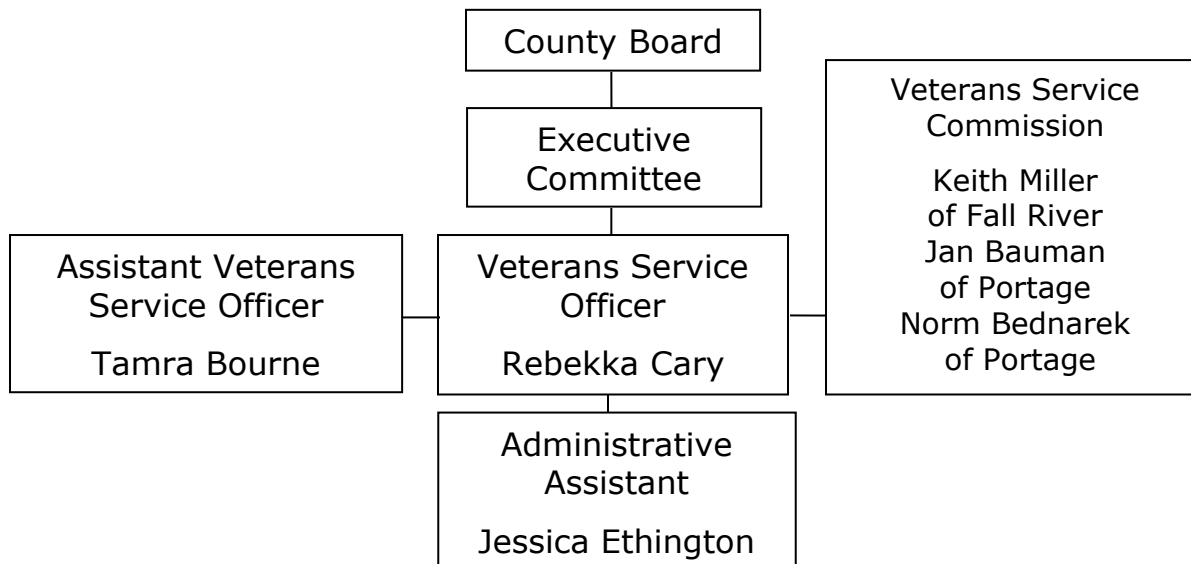 County Board
Executive
Committee
Veterans Service
Commission
Keith Miller
of Fall River
Jan Bauman
of Portage
Norm Bednarek
of Portage
Assistant Veterans
Service Officer
Tamra Bourne
Veterans Service
Officer
Rebekka Cary
Administrative
Assistant
Jessica Ethington